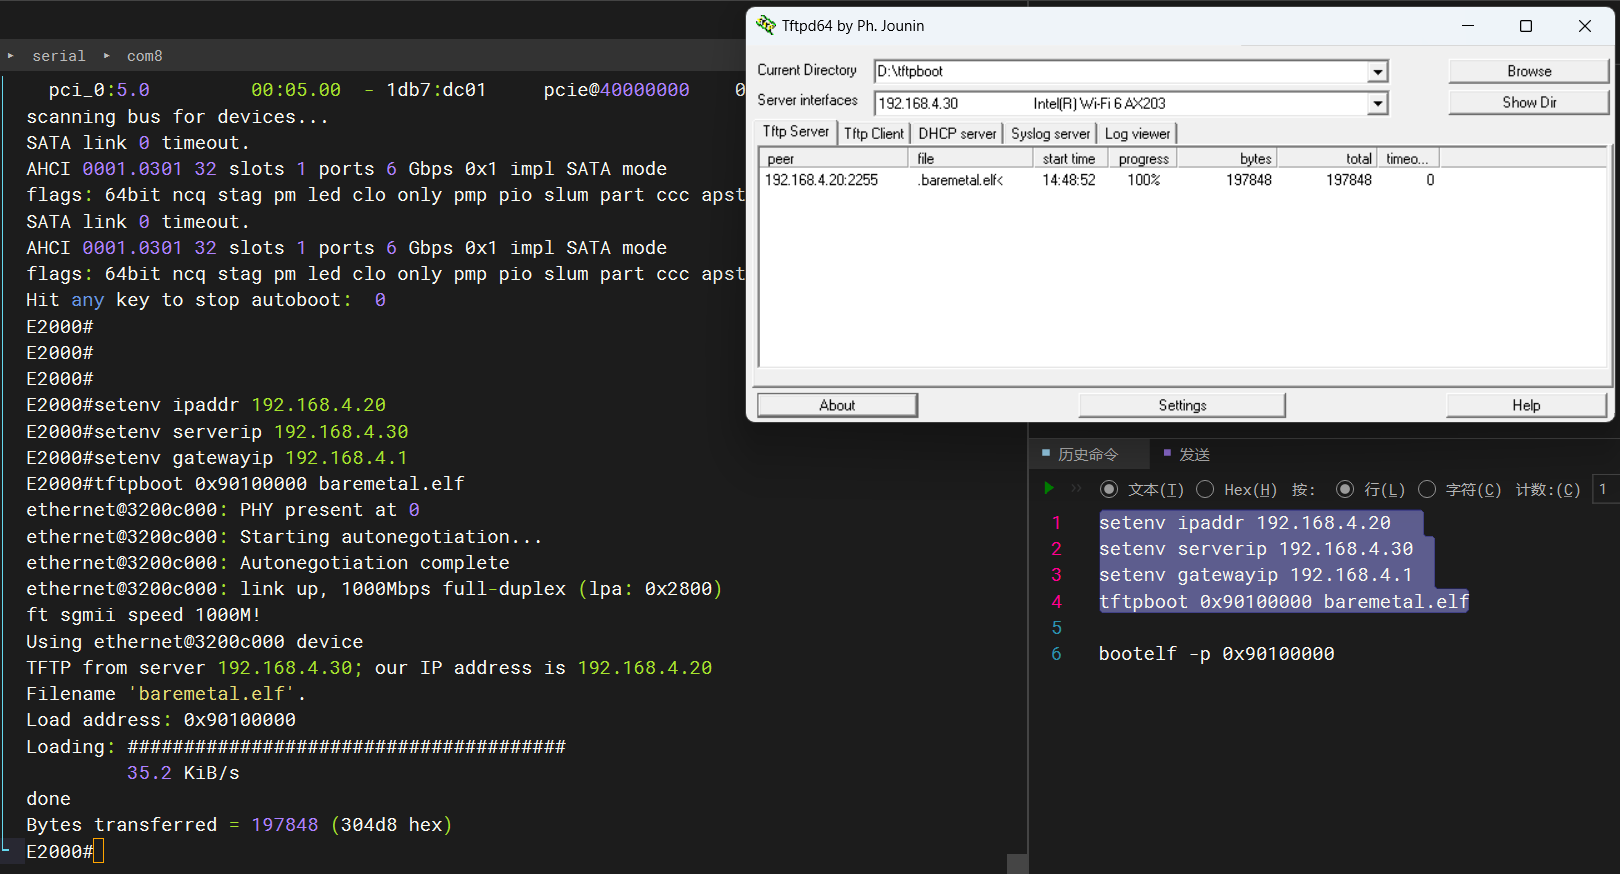 serial com8
pci_0:5.0 00:05.00 - 1db7:dc01 pcie@40000000 0
scanning bus for devices...
SATA link 0 timeout.
AHCI 0001.0301 32 slots 1 ports 6 Gbps 0x1 impl SATA mode
flags: 64bit ncq stag pm led clo only pmp pio slum part ccc apst
SATA link 0 timeout.
AHCI 0001.0301 32 slots 1 ports 6 Gbps 0x1 impl SATA mode
flags: 64bit ncq stag pm led clo only pmp pio slum part ccc apst
Hit any key to stop autoboot: 0
E2000#
E2000#
E2000#
E2000#setenv ipaddr 192.168.4.20
E2000#setenv serverip 192.168.4.30
E2000#setenv gatewayip 192.168.4.1
E2000#tftpboot 0x90100000 baremetal.elf
ethernet@3200c000: PHY present at 0
ethernet@3200c000: Starting autonegotiation...
ethernet@3200c000: Autonegotiation complete
ethernet@3200c000: link up, 1000Mbps full-duplex (lpa: 0x2800)
ft sgmii speed 1000M!
Using ethernet@3200c000 device
TFTP from server 192.168.4.30; our IP address is 192.168.4.20
Filename 'baremetal.elf'.
Load address: 0x90100000
Loading: #######################################
35.2 KiB/s
done
Bytes transferred = 197848 (304d8 hex)
E2000#
Tftpd64 by Ph. Jounin
Current Directory D:\tftpboot Browse
Server interfaces 192.168.4.30 Intel(R) Wi-Fi 6 AX203 Show Dir
Tftp Server Tftp Client DHCP server Syslog server Log viewer
peer file start time progress bytes total timeo...
192.168.4.20:2255 .baremetal.elf< 14:48:52 100% 197848 197848 0
About Settings Help
历史命令 发送
文本(T) Hex(H) 按: 行(L) 字符(C) 计数:(C) 1
1 setenv ipaddr 192.168.4.20
2 setenv serverip 192.168.4.30
3 setenv gatewayip 192.168.4.1
4 tftpboot 0x90100000 baremetal.elf
5
6 bootelf -p 0x90100000